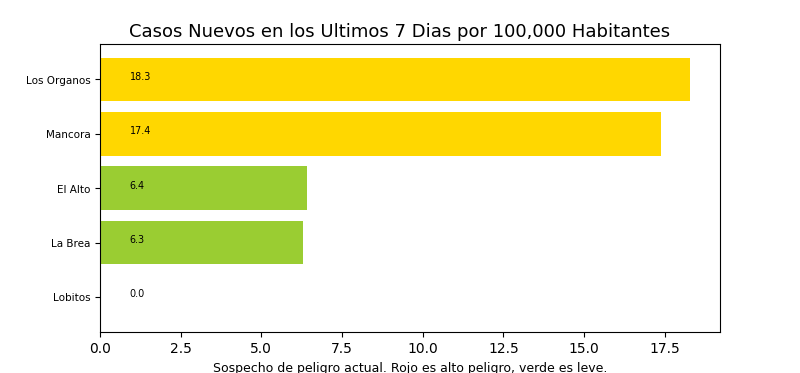 Casos Nuevos en los Ultimos 7 Dias por 100,000 Habitantes
Los Organos
18.3
Mancora
17.4
El Alto
6.4
La Brea
6.3
Lobitos
0.0
0.0 2.5 5.0 7.5 10.0 12.5 15.0 17.5
Sospecho de peligro actual. Rojo es alto peligro, verde es leve.